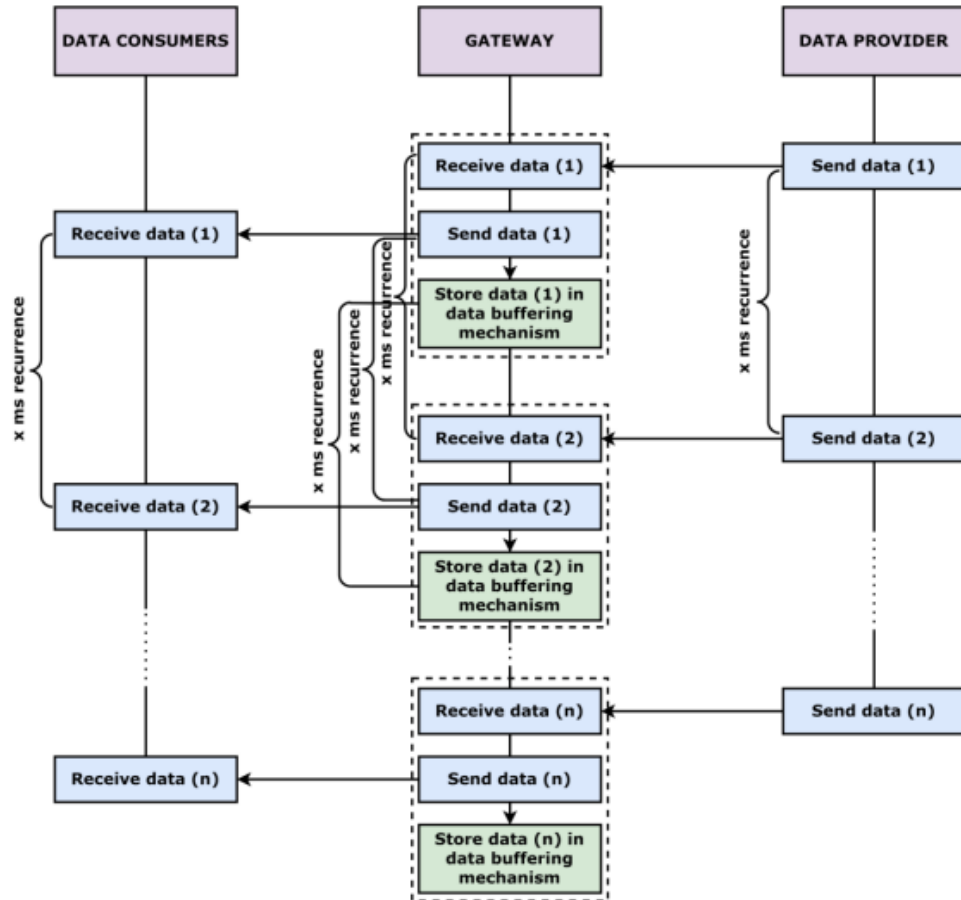 DATA CONSUMERS
GATEWAY
DATA PROVIDER
Receive data (1)
Send data (1)
Receive data (1)
Send data (1)
Store data (1) in
data buffering
mechanism
x ms recurrence
x ms recurrence
x ms recurrence
x ms recurrence
x ms recurrence
Receive data (2)
Send data (2)
Receive data (2)
Send data (2)
Store data (2) in
data buffering
mechanism
Receive data (n)
Send data (n)
Receive data (n)
Send data (n)
Store data (n) in
data buffering
mechanism